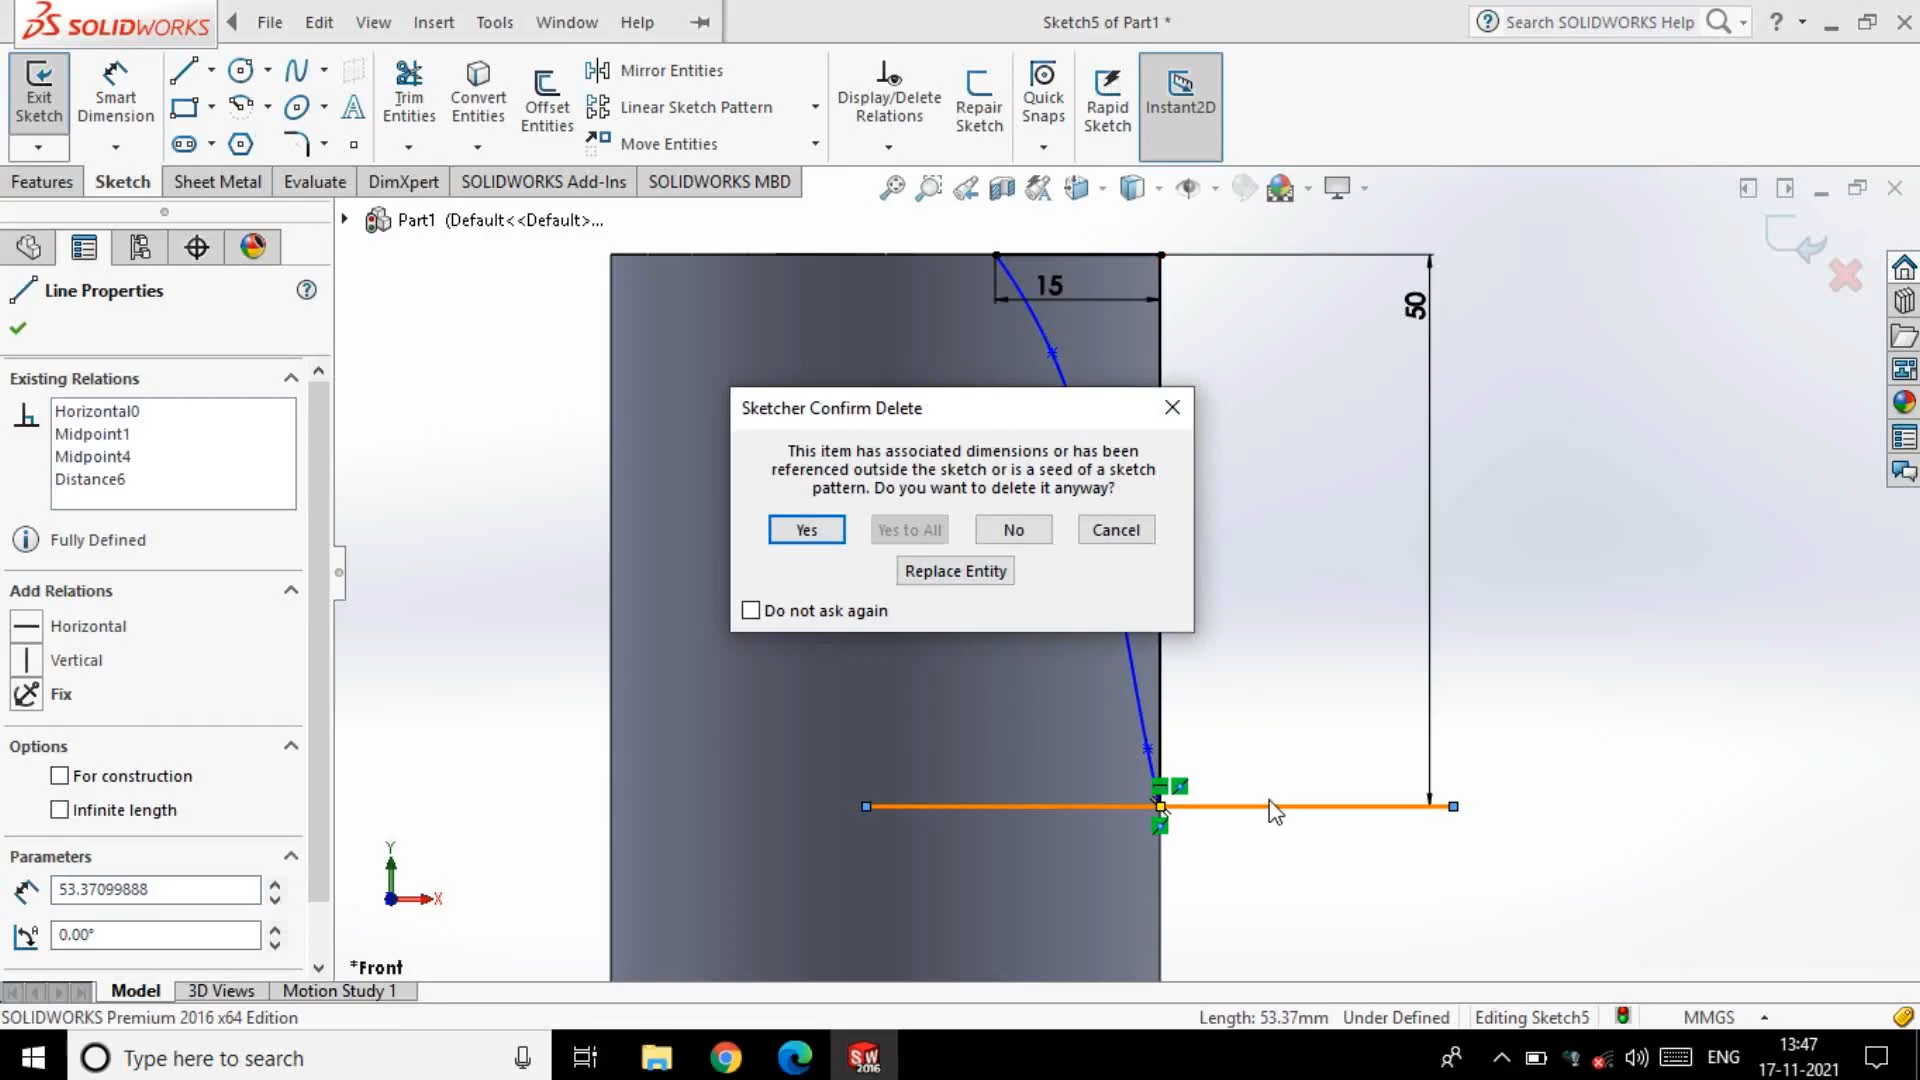 SOLIDWORKS File Edit View Insert Tools Window Help Sketch5 of Part1 * Search SOLIDWORKS Help ?
Exit Sketch
Smart Dimension
Trim Entities
Convert Entities
Offset Entities
Mirror Entities
Linear Sketch Pattern
Move Entities
Display/Delete Relations
Repair Sketch
Quick Snaps
Rapid Sketch
Instant2D
Features Sketch Sheet Metal Evaluate DimXpert SOLIDWORKS Add-Ins SOLIDWORKS MBD
Part1 (Default<<Default>...
Line Properties
Existing Relations
Horizontal0
Midpoint1
Midpoint4
Distance6
Fully Defined
Add Relations
Horizontal
Vertical
Fix
Options
For construction
Infinite length
Parameters
53.37099888
0.00°
15
50
Sketcher Confirm Delete
This item has associated dimensions or has been
referenced outside the sketch or is a seed of a sketch
pattern. Do you want to delete it anyway?
Yes Yes to All No Cancel
Replace Entity
Do not ask again
Y
X
*Front
Model 3D Views Motion Study 1
SOLIDWORKS Premium 2016 x64 Edition Length: 53.37mm Under Defined Editing Sketch5 MMGS
Type here to search SW 2016 ENG 13:47
17-11-2021